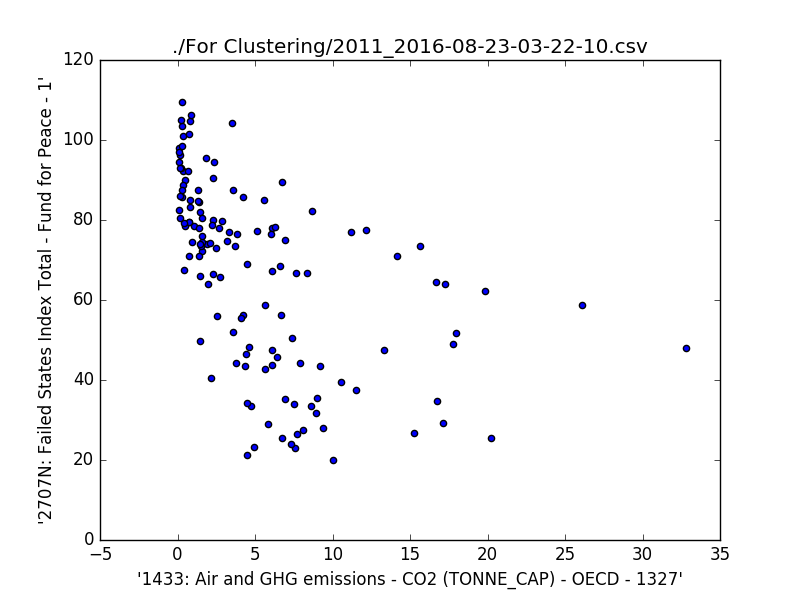 ./For Clustering/2011_2016-08-23-03-22-10.csv
120
100
80
60
40
20
0
'2707N: Failed States Index Total - Fund for Peace - 1'
−5 0 5 10 15 20 25 30 35
'1433: Air and GHG emissions - CO2 (TONNE_CAP) - OECD - 1327'